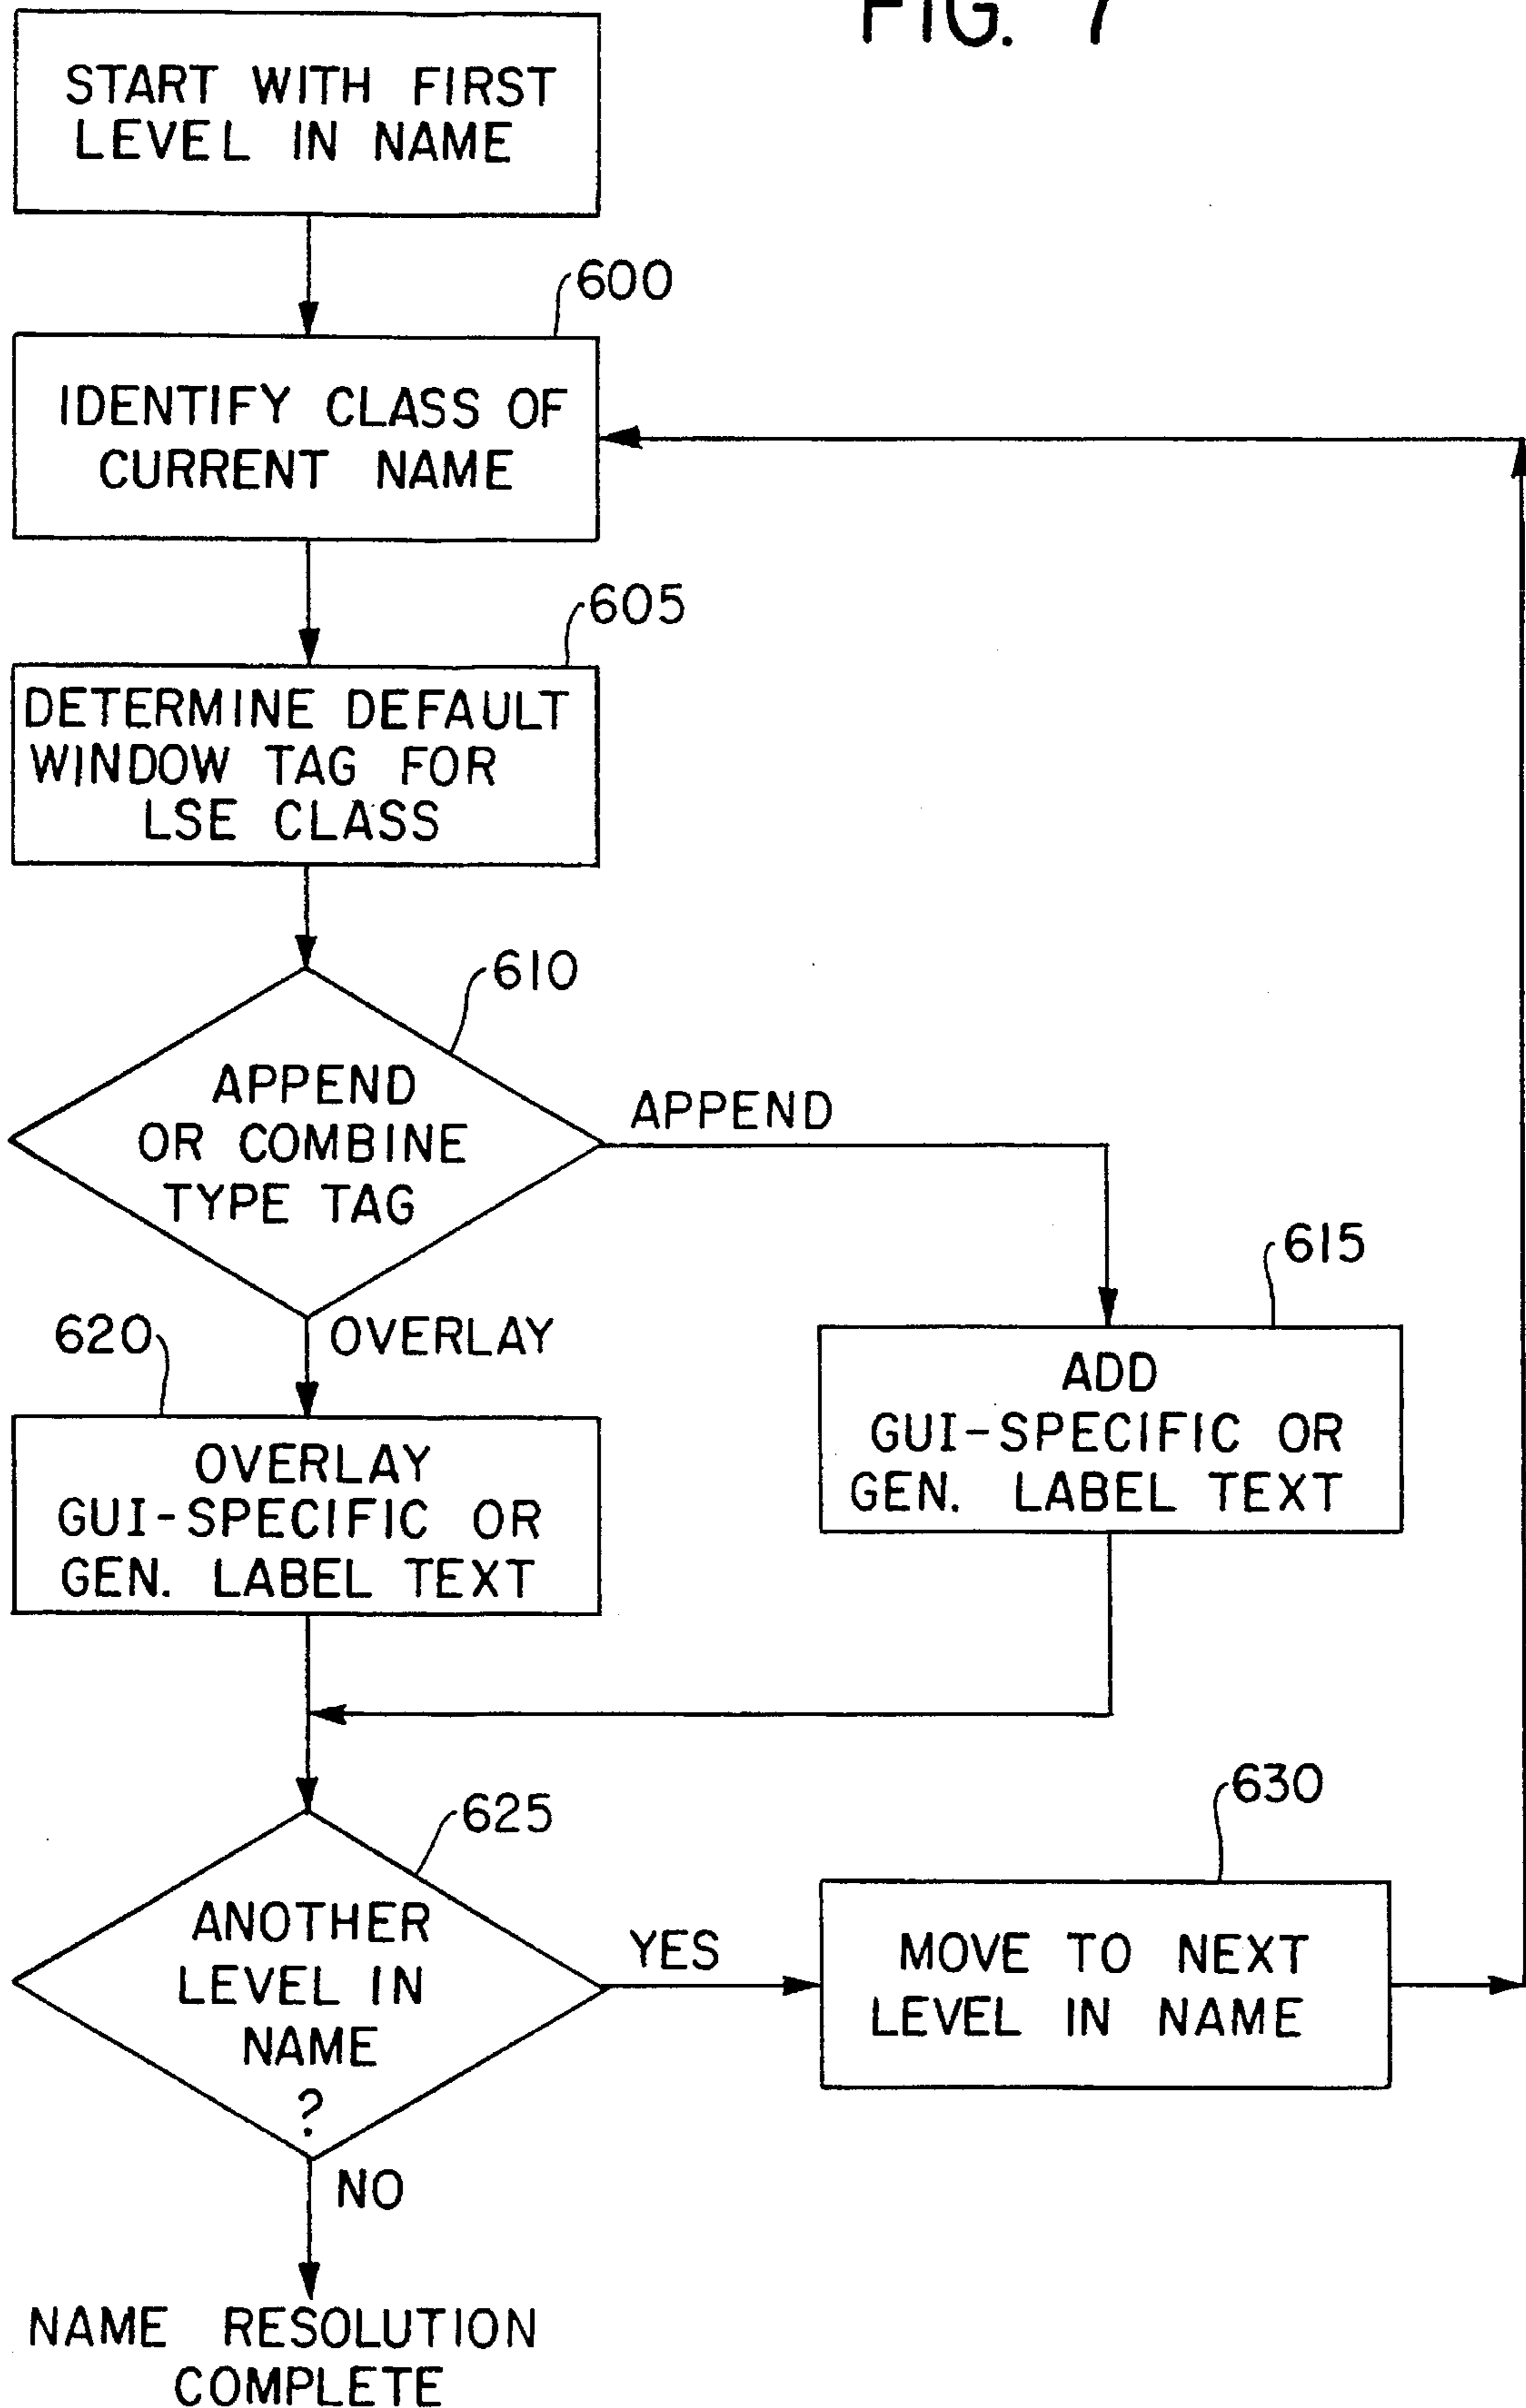 FIG. 7
START WITH FIRST
LEVEL IN NAME
600
IDENTIFY CLASS OF
CURRENT NAME
605
DETERMINE DEFAULT
WINDOW TAG FOR
LSE CLASS
610
APPEND
OR COMBINE
TYPE TAG
APPEND
615
ADD
GUI-SPECIFIC OR
GEN. LABEL TEXT
OVERLAY
620
OVERLAY
GUI-SPECIFIC OR
GEN. LABEL TEXT
625
ANOTHER
LEVEL IN
NAME
?
YES
630
MOVE TO NEXT
LEVEL IN NAME
NO
NAME RESOLUTION
COMPLETE